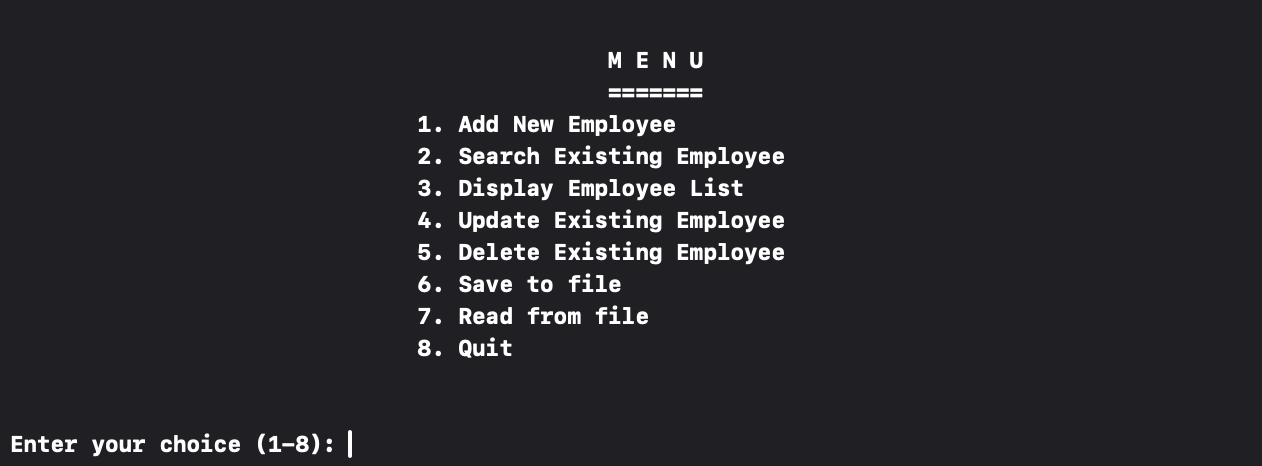 M E N U
=======
1. Add New Employee
2. Search Existing Employee
3. Display Employee List
4. Update Existing Employee
5. Delete Existing Employee
6. Save to file
7. Read from file
8. Quit
Enter your choice (1-8):